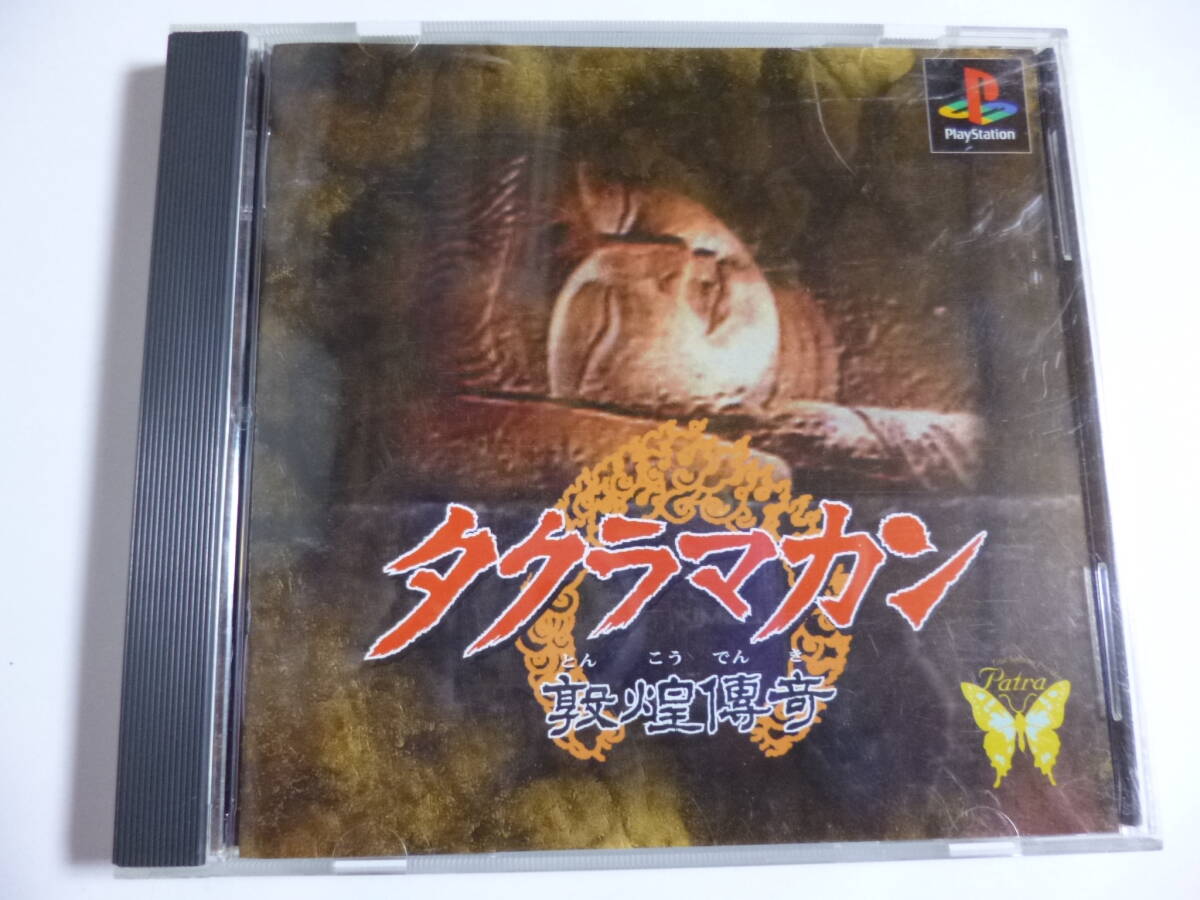 PlayStation
タクラマカン
とん こう でん き
敦煌傳奇
Patra